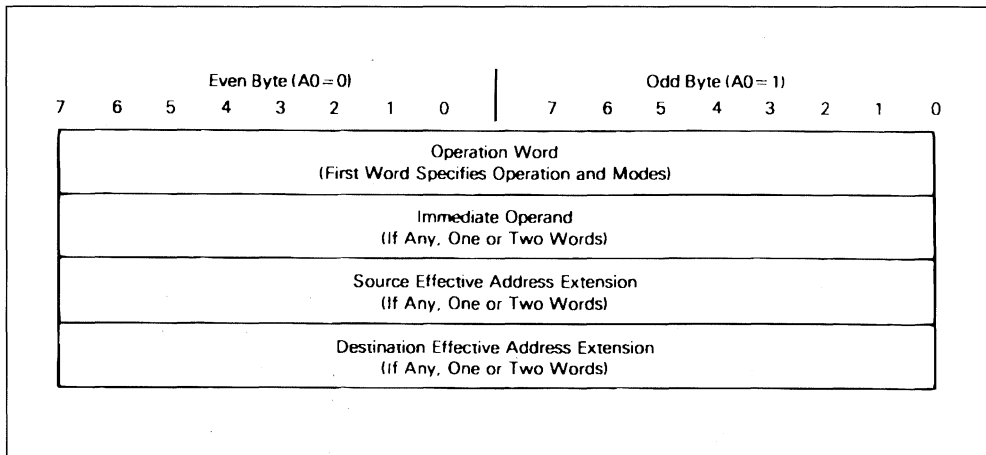 Even Byte (A0=0) Odd Byte (A0=1)
7 6 5 4 3 2 1 0 7 6 5 4 3 2 1 0
Operation Word
(First Word Specifies Operation and Modes)
Immediate Operand
(If Any, One or Two Words)
Source Effective Address Extension
(If Any, One or Two Words)
Destination Effective Address Extension
(If Any, One or Two Words)